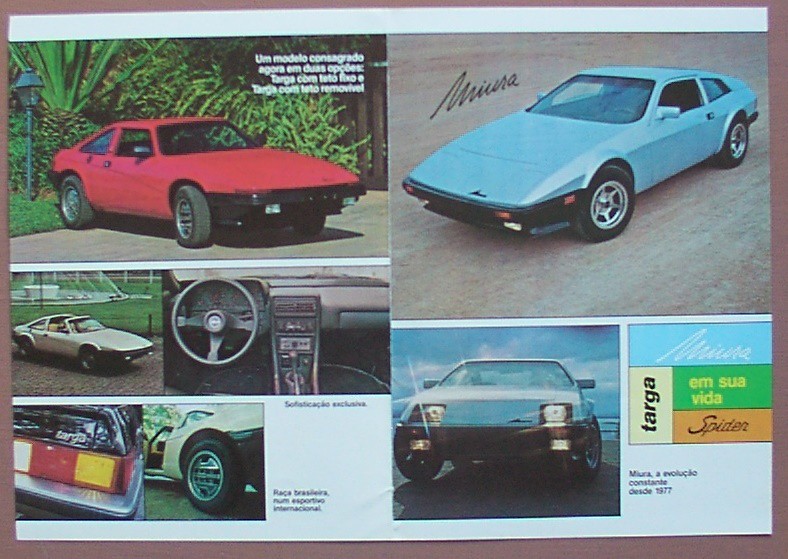 Um modelo consagrado
agora em duas opções:
Targa com teto fixo e
Targa com teto removível
Miura
Sofisticação exclusiva.
targa
Raça brasileira,
num esportivo
internacional.
Miura
targa
em sua
vida
Spider
Miura, a evolução
constante
desde 1977